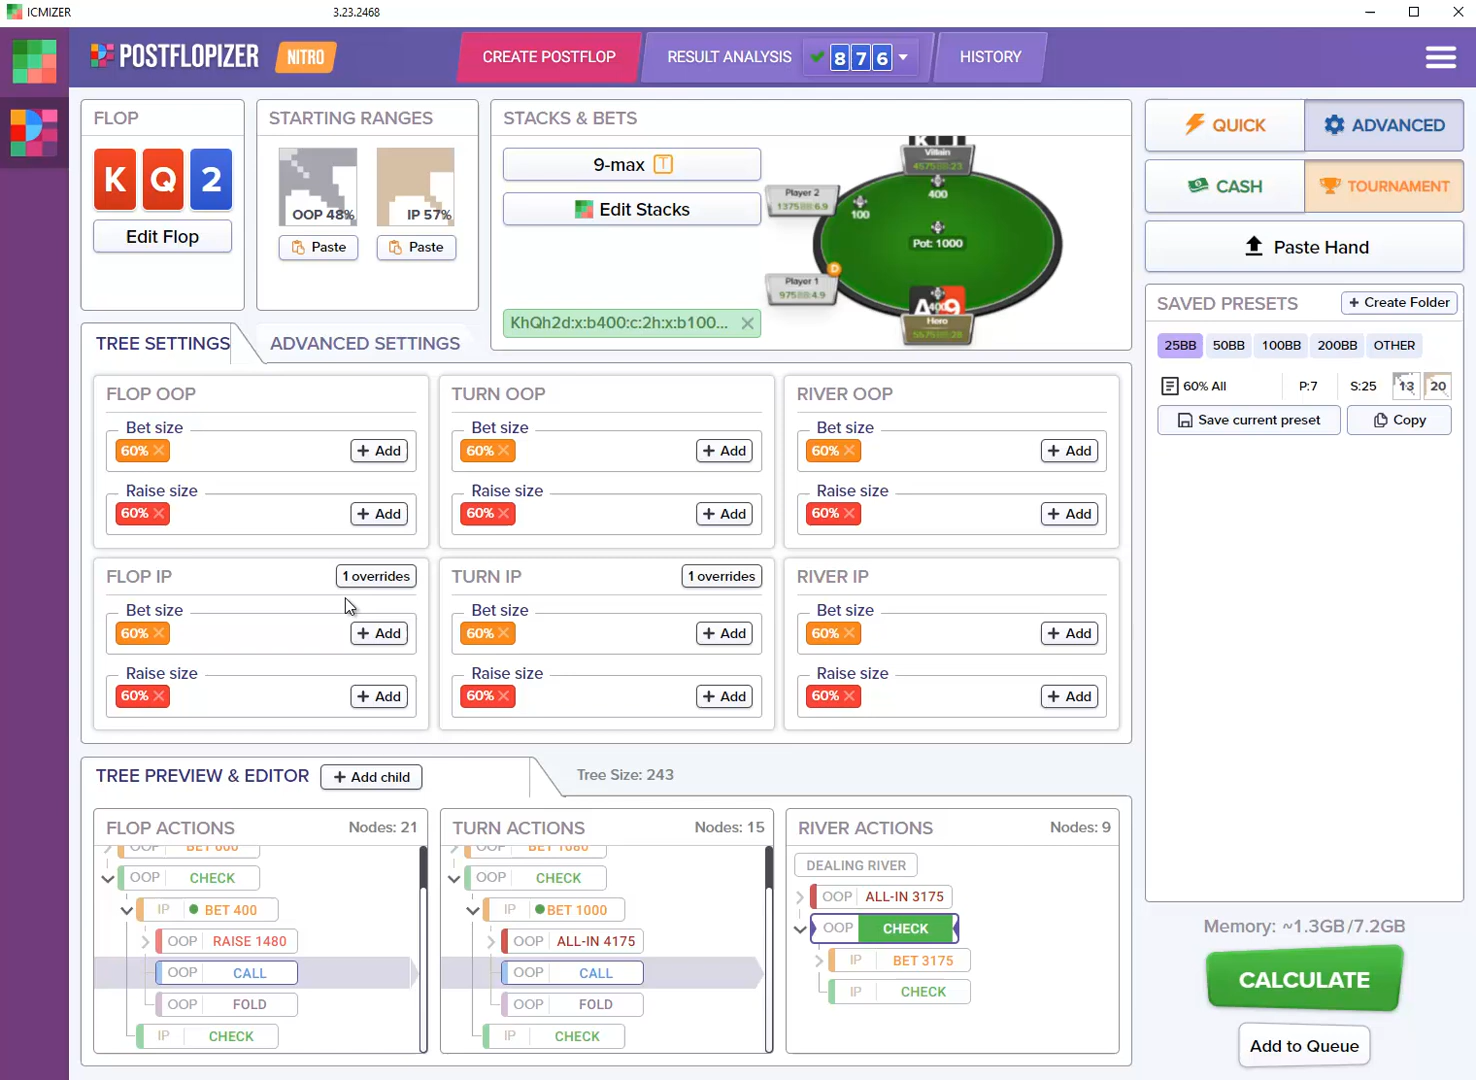 ICMIZER
3.23.2468
POSTFLOPIZER
NITRO
CREATE POSTFLOP
RESULT ANALYSIS
8 7 6
HISTORY
FLOP
K Q 2
Edit Flop
STARTING RANGES
OOP 48%
IP 57%
Paste
Paste
STACKS & BETS
9-max T
Edit Stacks
KhQh2d:x:b400:c:2h:x:b100...
Villain
400
Player 2
100
Pot: 1000
D
Player 1
A 9
Hero
QUICK
ADVANCED
CASH
TOURNAMENT
Paste Hand
SAVED PRESETS
+ Create Folder
25BB
50BB
100BB
200BB
OTHER
60% All
P:7
S:25
13
20
Save current preset
Copy
TREE SETTINGS
ADVANCED SETTINGS
FLOP OOP
Bet size
60%
+ Add
Raise size
60%
+ Add
TURN OOP
Bet size
60%
+ Add
Raise size
60%
+ Add
RIVER OOP
Bet size
60%
+ Add
Raise size
60%
+ Add
FLOP IP
1 overrides
Bet size
60%
+ Add
Raise size
60%
+ Add
TURN IP
1 overrides
Bet size
60%
+ Add
Raise size
60%
+ Add
RIVER IP
Bet size
60%
+ Add
Raise size
60%
+ Add
TREE PREVIEW & EDITOR
+ Add child
Tree Size: 243
FLOP ACTIONS
Nodes: 21
OOP CHECK
IP BET 400
OOP RAISE 1480
OOP CALL
OOP FOLD
IP CHECK
TURN ACTIONS
Nodes: 15
OOP BET 1080
OOP CHECK
IP BET 1000
OOP ALL-IN 4175
OOP CALL
OOP FOLD
IP CHECK
RIVER ACTIONS
Nodes: 9
DEALING RIVER
OOP ALL-IN 3175
OOP CHECK
IP BET 3175
IP CHECK
Memory: ~1.3GB/7.2GB
CALCULATE
Add to Queue